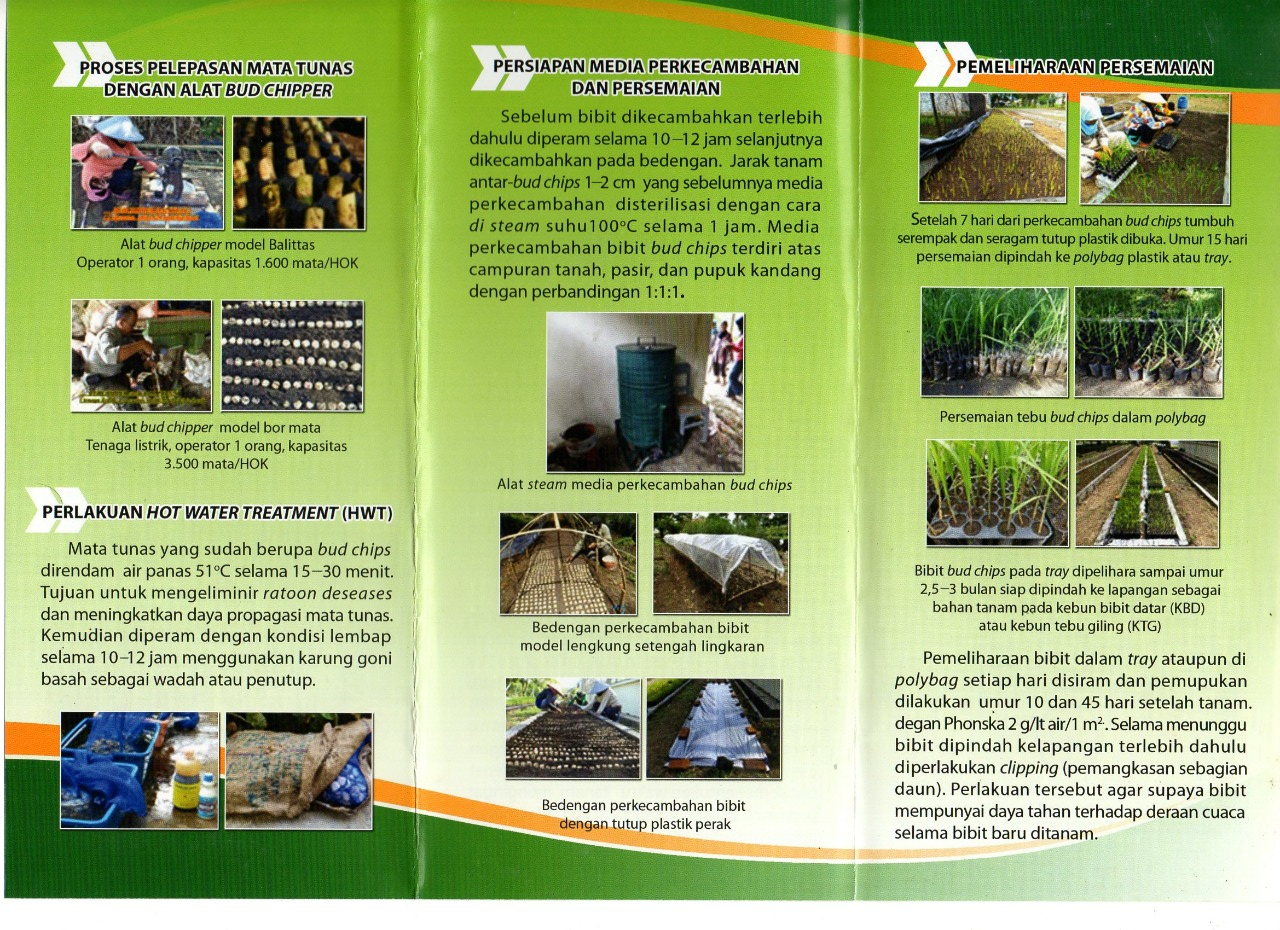 PROSES PELEPASAN MATA TUNAS
DENGAN ALAT BUD CHIPPER
Alat bud chipper model Balittas
Operator 1 orang, kapasitas 1.600 mata/HOK
Alat bud chipper model bor mata
Tenaga listrik, operator 1 orang, kapasitas
3.500 mata/HOK
PERLAKUAN HOT WATER TREATMENT (HWT)
Mata tunas yang sudah berupa bud chips
direndam air panas 51°C selama 15–30 menit.
Tujuan untuk mengeliminir ratoon deseases
dan meningkatkan daya propagasi mata tunas.
Kemudian diperam dengan kondisi lembap
selama 10–12 jam menggunakan karung goni
basah sebagai wadah atau penutup.
PERSIAPAN MEDIA PERKECAMBAHAN
DAN PERSEMAIAN
Sebelum bibit dikecambahkan terlebih
dahulu diperam selama 10–12 jam selanjutnya
dikecambahkan pada bedengan. Jarak tanam
antar-bud chips 1–2 cm yang sebelumnya media
perkecambahan disterilisasi dengan cara
di steam suhu100°C selama 1 jam. Media
perkecambahan bibit bud chips terdiri atas
campuran tanah, pasir, dan pupuk kandang
dengan perbandingan 1:1:1.
Alat steam media perkecambahan bud chips
Bedengan perkecambahan bibit
model lengkung setengah lingkaran
Bedengan perkecambahan bibit
dengan tutup plastik perak
PEMELIHARAAN PERSEMAIAN
Setelah 7 hari dari perkecambahan bud chips tumbuh
serempak dan seragam tutup plastik dibuka. Umur 15 hari
persemaian dipindah ke polybag plastik atau tray.
Persemaian tebu bud chips dalam polybag
Bibit bud chips pada tray dipelihara sampai umur
2,5–3 bulan siap dipindah ke lapangan sebagai
bahan tanam pada kebun bibit datar (KBD)
atau kebun tebu giling (KTG)
Pemeliharaan bibit dalam tray ataupun di
polybag setiap hari disiram dan pemupukan
dilakukan umur 10 dan 45 hari setelah tanam.
degan Phonska 2 g/lt air/1 m². Selama menunggu
bibit dipindah kelapangan terlebih dahulu
diperlakukan clipping (pemangkasan sebagian
daun). Perlakuan tersebut agar supaya bibit
mempunyai daya tahan terhadap deraan cuaca
selama bibit baru ditanam.